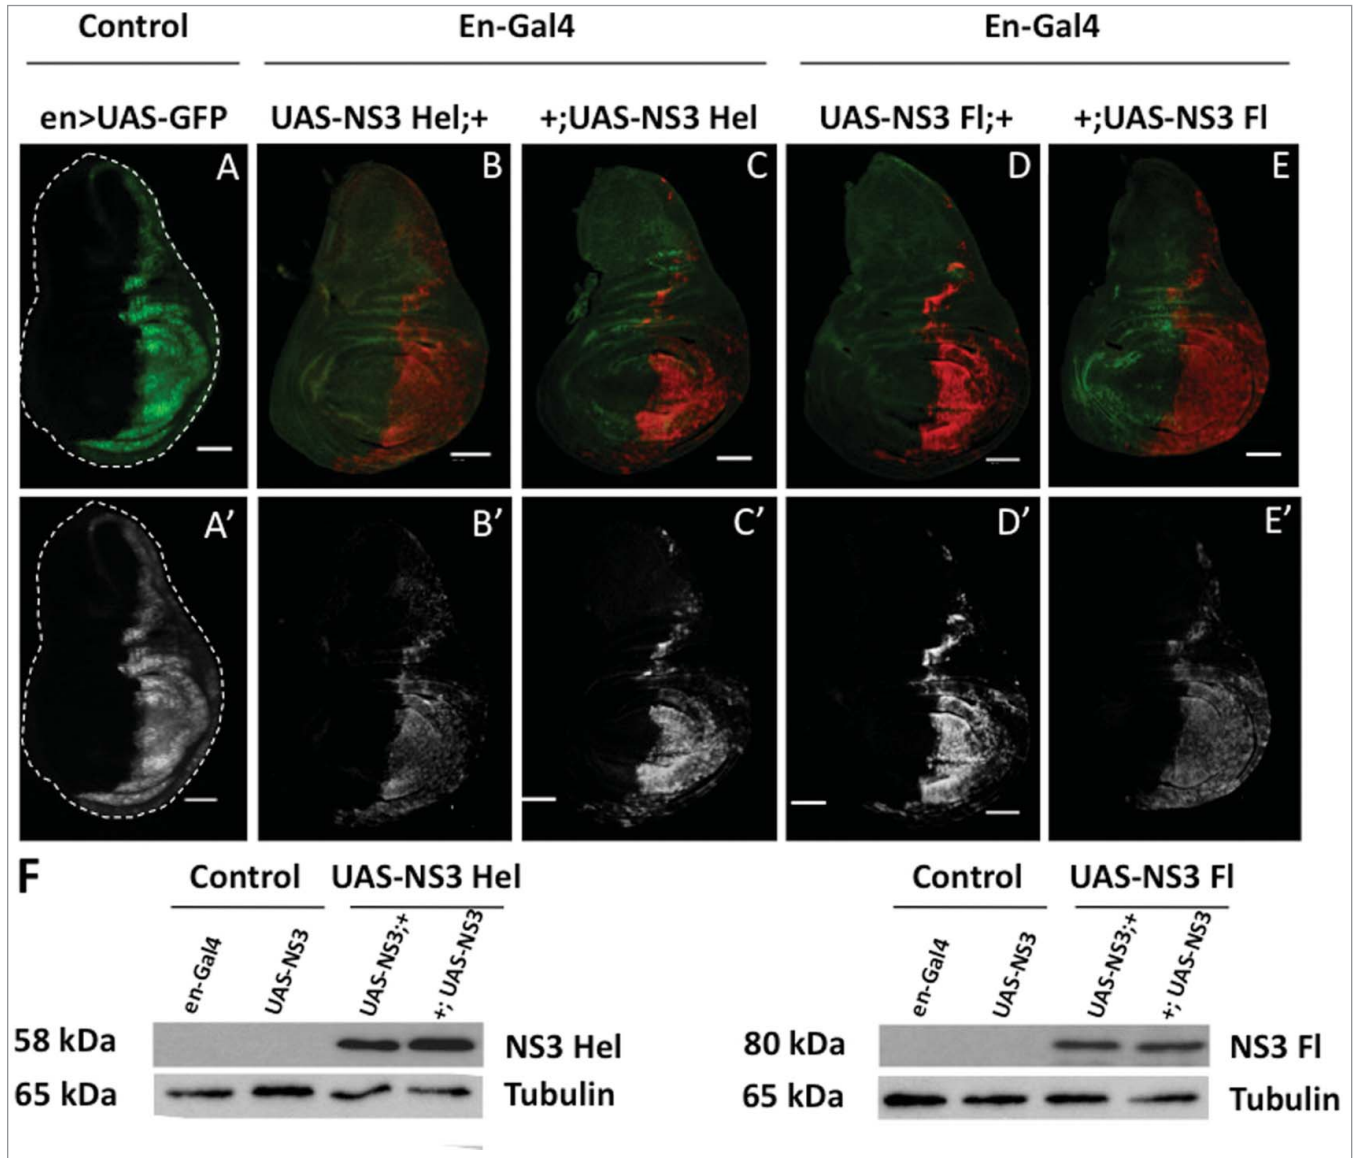 Control En-Gal4 En-Gal4
en>UAS-GFP UAS-NS3 Hel;+ +;UAS-NS3 Hel UAS-NS3 Fl;+ +;UAS-NS3 Fl
A B C D E
A’ B’ C’ D’ E’
F
Control UAS-NS3 Hel Control UAS-NS3 Fl
en-Gal4 UAS-NS3 UAS-NS3;+ +; UAS-NS3 en-Gal4 UAS-NS3 UAS-NS3;+ +; UAS-NS3
58 kDa NS3 Hel 80 kDa NS3 Fl
65 kDa Tubulin 65 kDa Tubulin